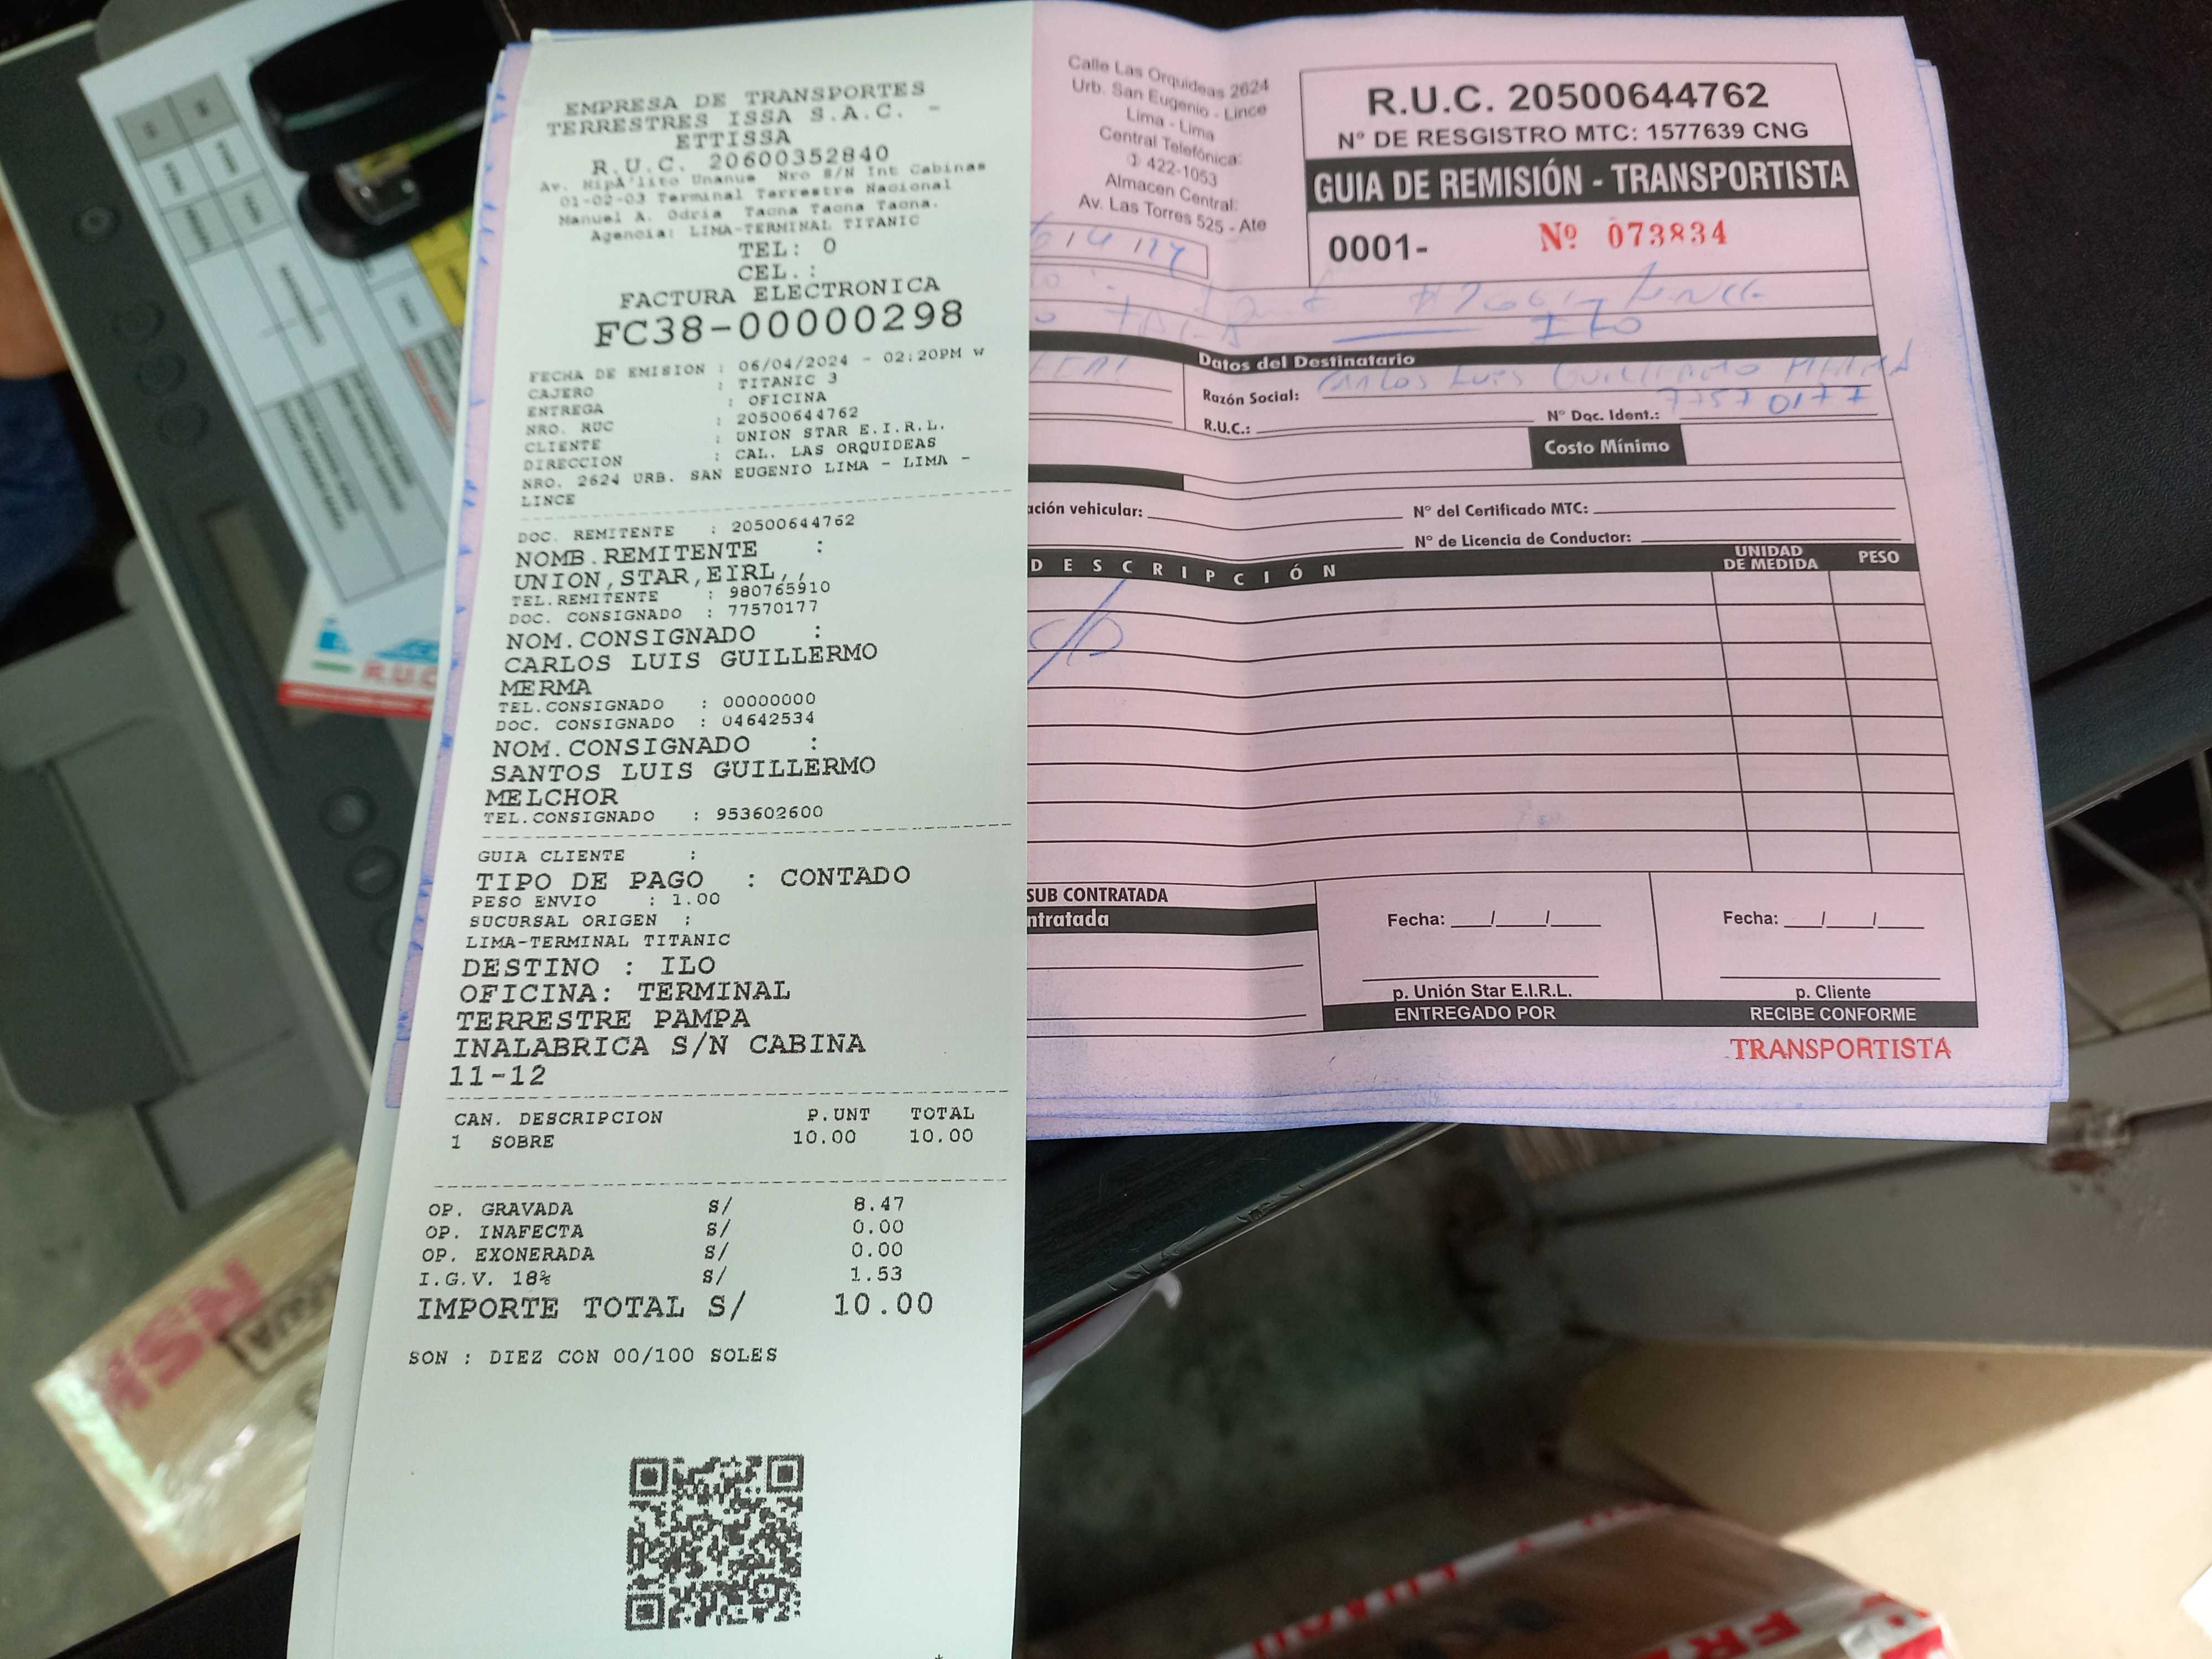 EMPRESA DE TRANSPORTES
TERRESTRES ISSA S.A.C. -
ETTISSA
R.U.C. 20600352840
Av. HipÃ'lito Unanue Nro S/N Int Cabinas
01-02-03 Terminal Terrestre Nacional
Manuel A. Odria Tacna Tacna Tacna.
Agencia: LIMA-TERMINAL TITANIC
TEL: 0
CEL.:
FACTURA ELECTRONICA
FC38-00000298
FECHA DE EMISION : 06/04/2024 - 02:20PM W
CAJERO : TITANIC 3
ENTREGA : OFICINA
NRO. RUC : 20500644762
CLIENTE : UNION STAR E.I.R.L.
DIRECCION : CAL. LAS ORQUIDEAS
NRO. 2624 URB. SAN EUGENIO LIMA - LIMA -
LINCE
DOC. REMITENTE : 20500644762
NOMB.REMITENTE :
UNION,STAR,EIRL,,
TEL.REMITENTE : 980765910
DOC. CONSIGNADO : 77570177
NOM.CONSIGNADO :
CARLOS LUIS GUILLERMO
MERMA
TEL.CONSIGNADO : 00000000
DOC. CONSIGNADO : 04642534
NOM.CONSIGNADO :
SANTOS LUIS GUILLERMO
MELCHOR
TEL.CONSIGNADO : 953602600
GUIA CLIENTE :
TIPO DE PAGO : CONTADO
PESO ENVIO : 1.00
SUCURSAL ORIGEN :
LIMA-TERMINAL TITANIC
DESTINO : ILO
OFICINA: TERMINAL
TERRESTRE PAMPA
INALABRICA S/N CABINA
11-12
CAN. DESCRIPCION P.UNT TOTAL
1 SOBRE 10.00 10.00
OP. GRAVADA S/ 8.47
OP. INAFECTA S/ 0.00
OP. EXONERADA S/ 0.00
I.G.V. 18% S/ 1.53
IMPORTE TOTAL S/ 10.00
SON : DIEZ CON 00/100 SOLES
Calle Las Orquideas 2624
Urb. San Eugenio - Lince
Lima - Lima
Central Telefónica:
422-1053
Almacen Central:
Av. Las Torres 525 - Ate
R.U.C. 20500644762
Nº DE RESGISTRO MTC: 1577639 CNG
GUIA DE REMISIÓN - TRANSPORTISTA
0001- Nº 073834
ILO
Datos del Destinatario
Razón Social: Carlos Luis Guillermo
R.U.C.: Nº Doc. Ident.: 77570177
Costo Mínimo
ación vehicular: Nº del Certificado MTC:
Nº de Licencia de Conductor:
DESCRIPCIÓN UNIDAD DE MEDIDA PESO
SUB CONTRATADA
ntratada
Fecha: __/__/__ Fecha: __/__/__
p. Unión Star E.I.R.L. p. Cliente
ENTREGADO POR RECIBE CONFORME
TRANSPORTISTA
R.U.C